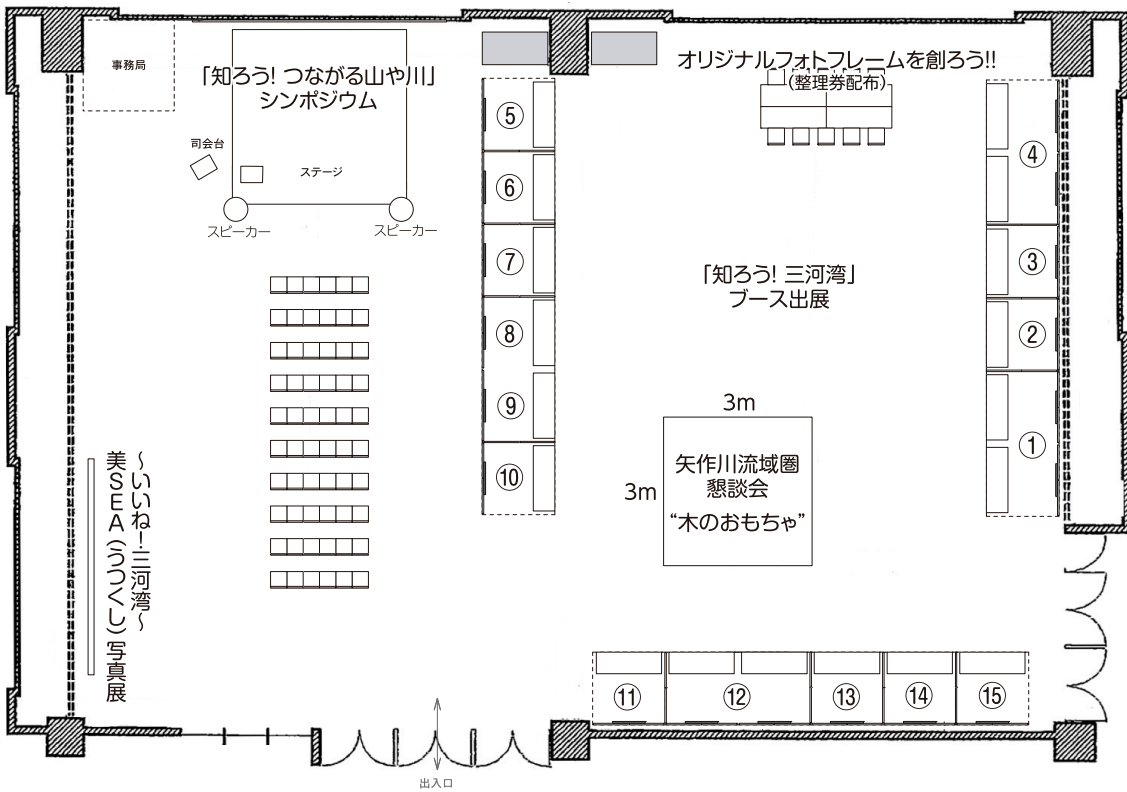 事務局
「知ろう! つながる山や川」
シンポジウム
司会台
ステージ
スピーカー
スピーカー
オリジナルフォトフレームを創ろう!!
(整理券配布)
⑤
⑥
⑦
⑧
⑨
⑩
④
③
②
①
「知ろう! 三河湾」
ブース出展
3m
3m
矢作川流域圏
懇談会
“木のおもちゃ”
~いいね!三河湾~
美SEA(うつくし)写真展
⑪
⑫
⑬
⑭
⑮
出入口